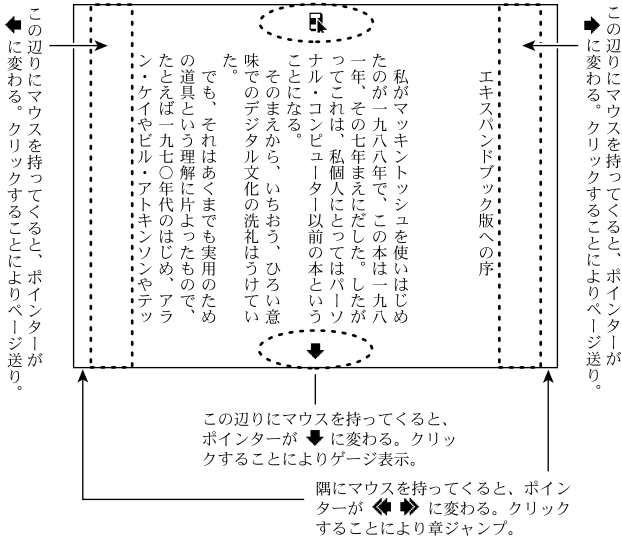 この辺りにマウスを持ってくると、ポインターが
➡に変わる。クリックすることによりページ送り。
エキスパンドブック版への序
私がマッキントッシュを使いはじめ
たのが一九八八年で、この本は一九八
一年、その七年まえにだした。したが
ってこれは、私個人にとってはパーソ
ナル・コンピューター以前の本という
ことになる。
そのまえから、いちおう、ひろい意
味でのデジタル文化の洗礼はうけてい
た。
でも、それはあくまでも実用のため
の道具という理解に片よったもので、
たとえば一九七〇年代のはじめ、アラ
ン・ケイやビル・アトキンソンやテッ
この辺りにマウスを持ってくると、ポインターが
⬅に変わる。クリックすることによりページ送り。
この辺りにマウスを持ってくると、
ポインターが⬇に変わる。クリッ
クすることによりゲージ表示。
隅にマウスを持ってくると、ポイン
ターが に変わる。クリック
することにより章ジャンプ。